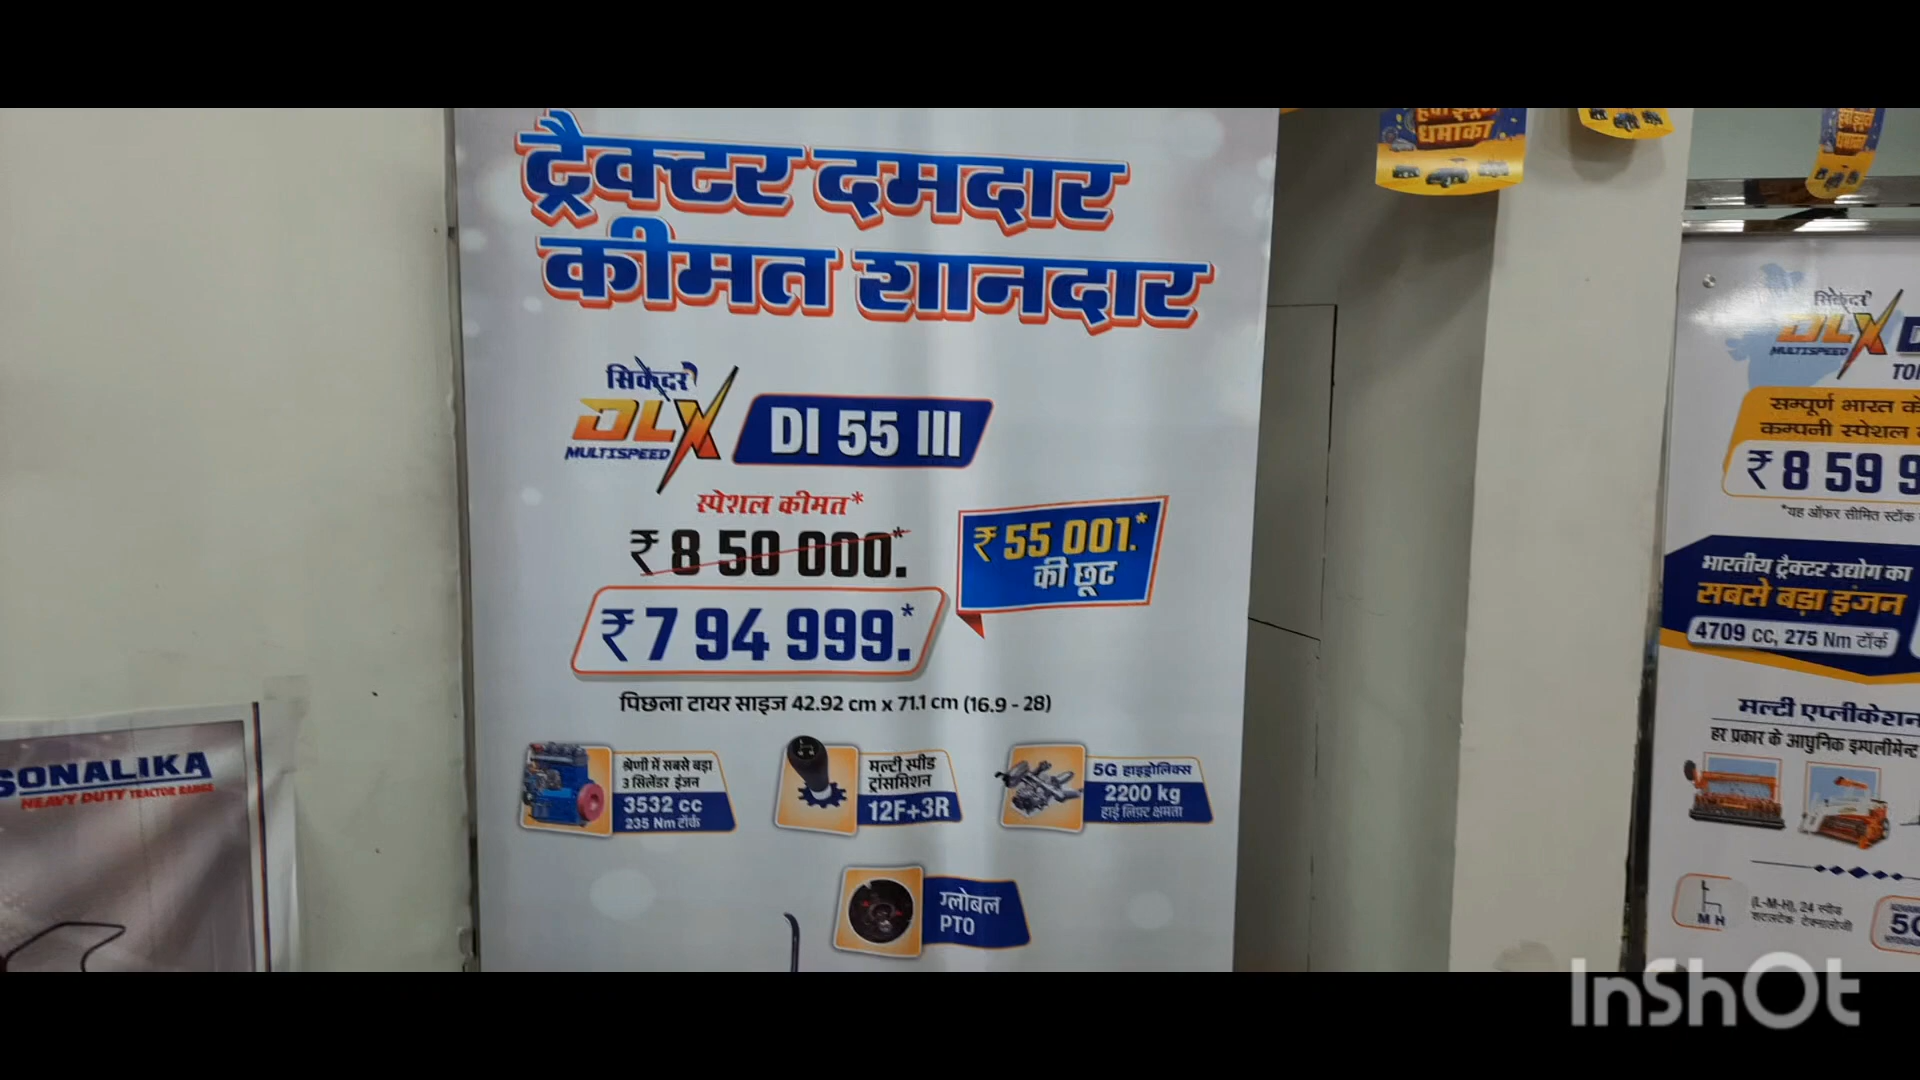 ट्रैक्टर दमदार
कीमत शानदार
सिकंदर
DLX
MULTISPEED
DI 55 III
स्पेशल कीमत*
₹ 8 50 000.*
₹ 55 001.*
की छूट
₹ 7 94 999.*
पिछला टायर साइज 42.92 cm x 71.1 cm (16.9 - 28)
श्रेणी में सबसे बड़ा
3 सिलेंडर इंजन
3532 cc
235 Nm टॉर्क
मल्टी स्पीड
ट्रांसमिशन
12F+3R
5G हाइड्रोलिक्स
2200 kg
हाई लिफ़्ट क्षमता
ग्लोबल
PTO
SONALIKA
HEAVY DUTY TRACTOR RANGE
धमाका
सिकंदर
DLX
MULTISPEED
सम्पूर्ण भारत
कम्पनी स्पेशल
₹ 8 59 9
*यह ऑफर सीमित स्टॉक
भारतीय ट्रैक्टर उद्योग का
सबसे बड़ा इंजन
4709 cc, 275 Nm टॉर्क
मल्टी एप्लीकेशन
हर प्रकार के आधुनिक इम्पलीमेन्ट
M H
(L-M-H), 24 स्पीड
शटलटेक टेक्नोलॉजी
InShOt